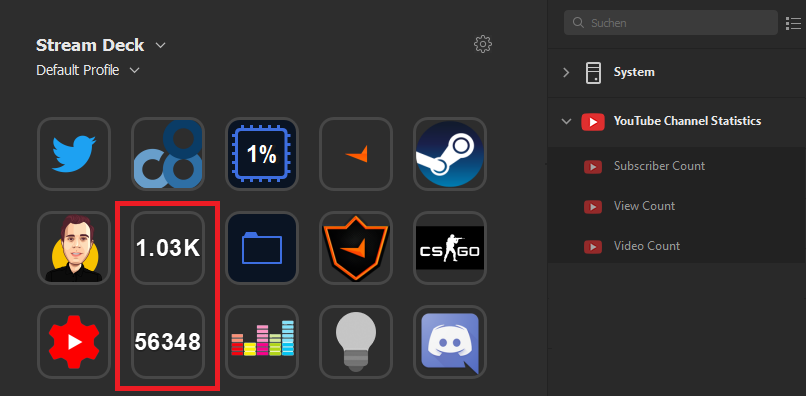 Stream Deck
Default Profile
1%
1.03K
CS GO
56348
Suchen
System
YouTube Channel Statistics
Subscriber Count
View Count
Video Count